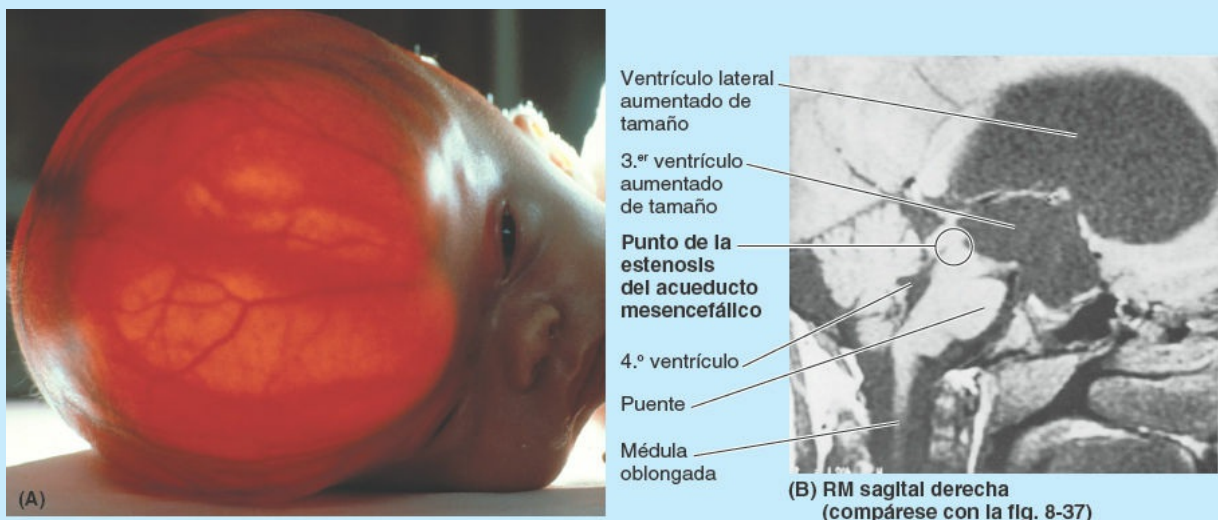 Ventrículo lateral
aumentado de
tamaño
3.er ventrículo
aumentado
de tamaño
Punto de la
estenosis
del acueducto
mesencefálico
4.º ventrículo
Puente
Médula
oblongada
(A)
(B) RM sagital derecha
(compárese con la fig. 8-37)